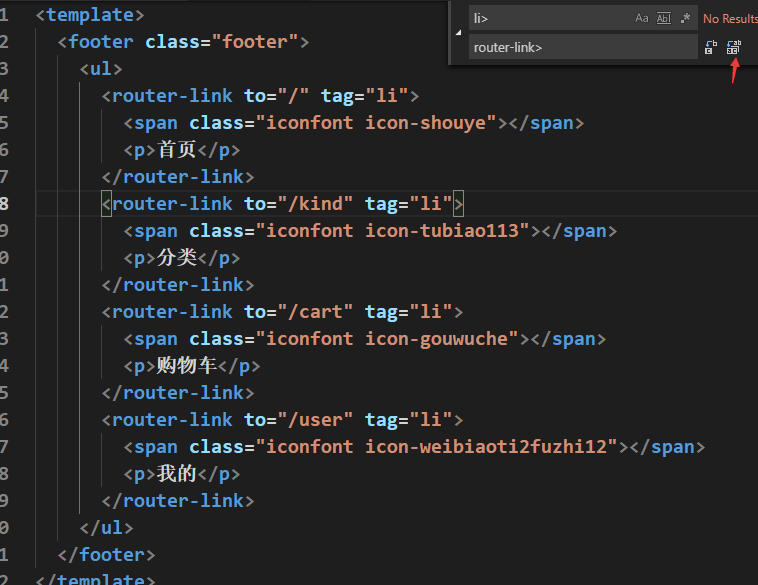 li> Aa Abl .* No Results
router-link>
1 <template>
2 <footer class="footer">
3 <ul>
4 <router-link to="/" tag="li">
5 <span class="iconfont icon-shouye"></span>
6 <p>首页</p>
7 </router-link>
8 <router-link to="/kind" tag="li">
9 <span class="iconfont icon-tubiao113"></span>
0 <p>分类</p>
1 </router-link>
2 <router-link to="/cart" tag="li">
3 <span class="iconfont icon-gouwuche"></span>
4 <p>购物车</p>
5 </router-link>
6 <router-link to="/user" tag="li">
7 <span class="iconfont icon-weibiaoti2fuzhi12"></span>
8 <p>我的</p>
9 </router-link>
0 </ul>
1 </footer>
2 </template>